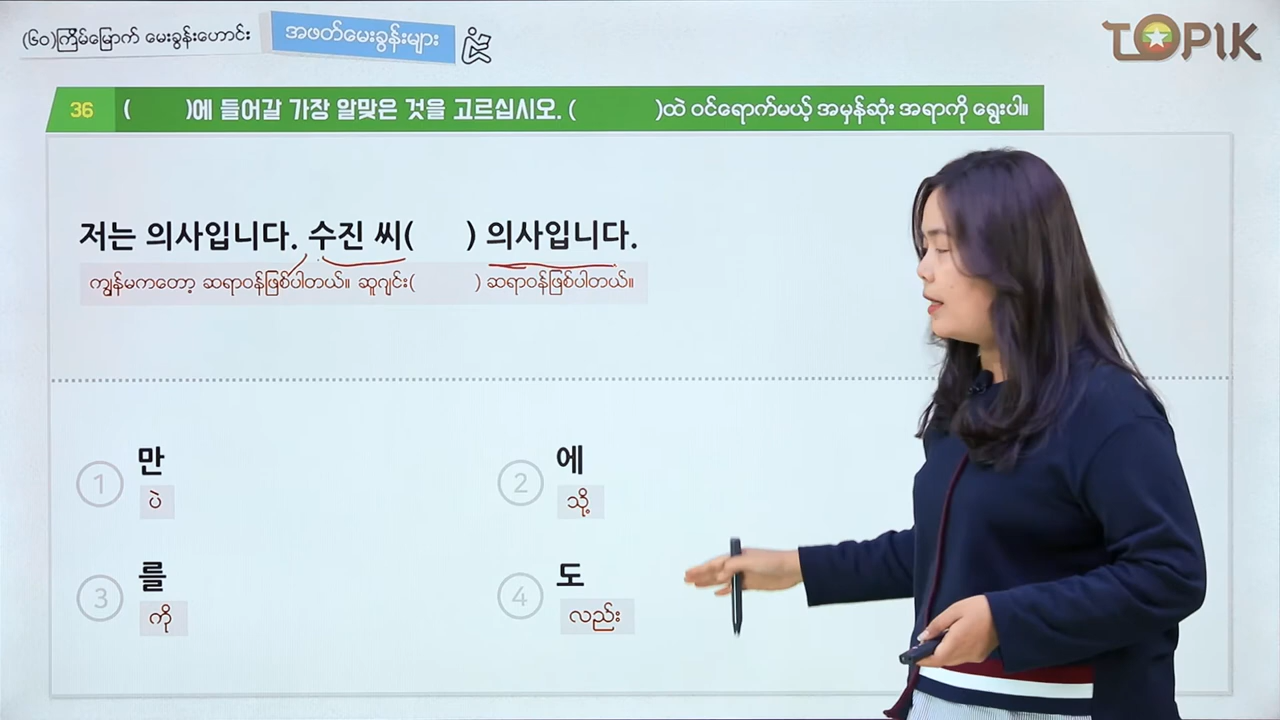 (၆၀)ကြိမ်မြောက် မေးခွန်းဟောင်း
အဖတ်မေးခွန်းများ
TOPIK
36 (      )에 들어갈 가장 알맞은 것을 고르십시오. (      )ထဲ ဝင်ရောက်မယ့် အမှန်ဆုံး အရာကို ရွေးပါ။
저는 의사입니다. 수진 씨(      ) 의사입니다.
ကျွန်မကတော့ ဆရာဝန်ဖြစ်ပါတယ်။ ဆူဂျင်း(      ) ဆရာဝန်ဖြစ်ပါတယ်။
1 만
ပဲ
2 에
သို့
3 를
ကို
4 도
လည်း